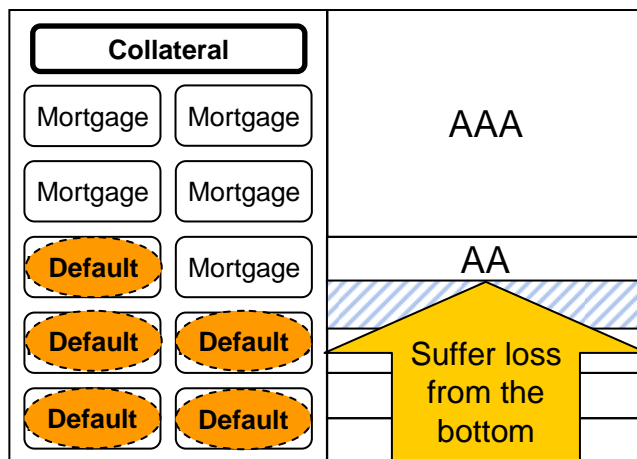 Collateral
Mortgage Mortgage
Mortgage Mortgage
Default Mortgage
Default Default
Default Default
AAA
AA
Suffer loss
from the
bottom